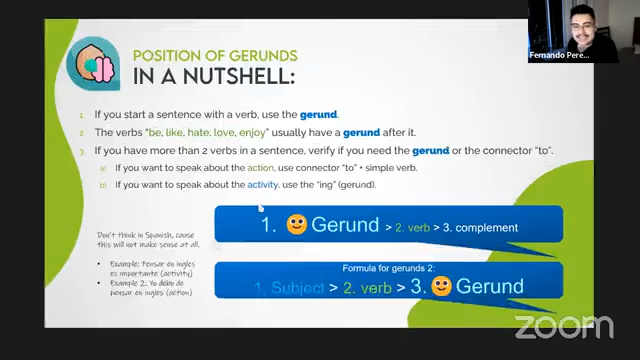 Fernando Pere...
POSITION OF GERUNDS
IN A NUTSHELL:
1. If you start a sentence with a verb, use the gerund.
2. The verbs "be, like, hate, love, enjoy" usually have a gerund after it.
3. If you have more than 2 verbs in a sentence, verify if you need the gerund or the connector "to".
a) If you want to speak about the action, use connector "to" + simple verb.
b) If you want to speak about the activity, use the "ing" (gerund).
Don't think in Spanish, cause
this will not make sense at all.
• Example: Pensar en ingles
es importante (activity)
• Example 2: Yo debo de
pensar en ingles (action)
1. Gerund > 2. verb > 3. complement
Formula for gerunds 2:
1. Subject > 2. verb > 3. Gerund
zoom